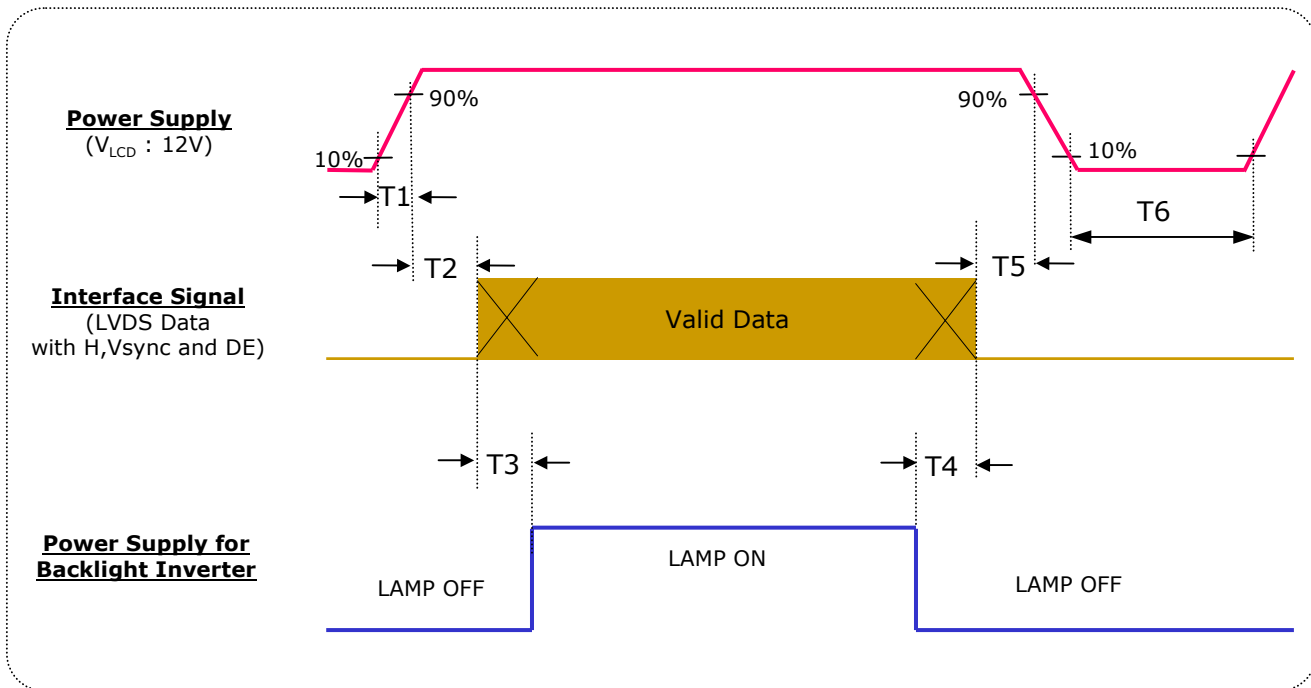 Power Supply
(VLCD : 12V)
90%
10%
90%
10%
T1
T6
T2
T5
Interface Signal
(LVDS Data
with H,Vsync and DE)
Valid Data
T3
T4
Power Supply for
Backlight Inverter
LAMP OFF
LAMP ON
LAMP OFF